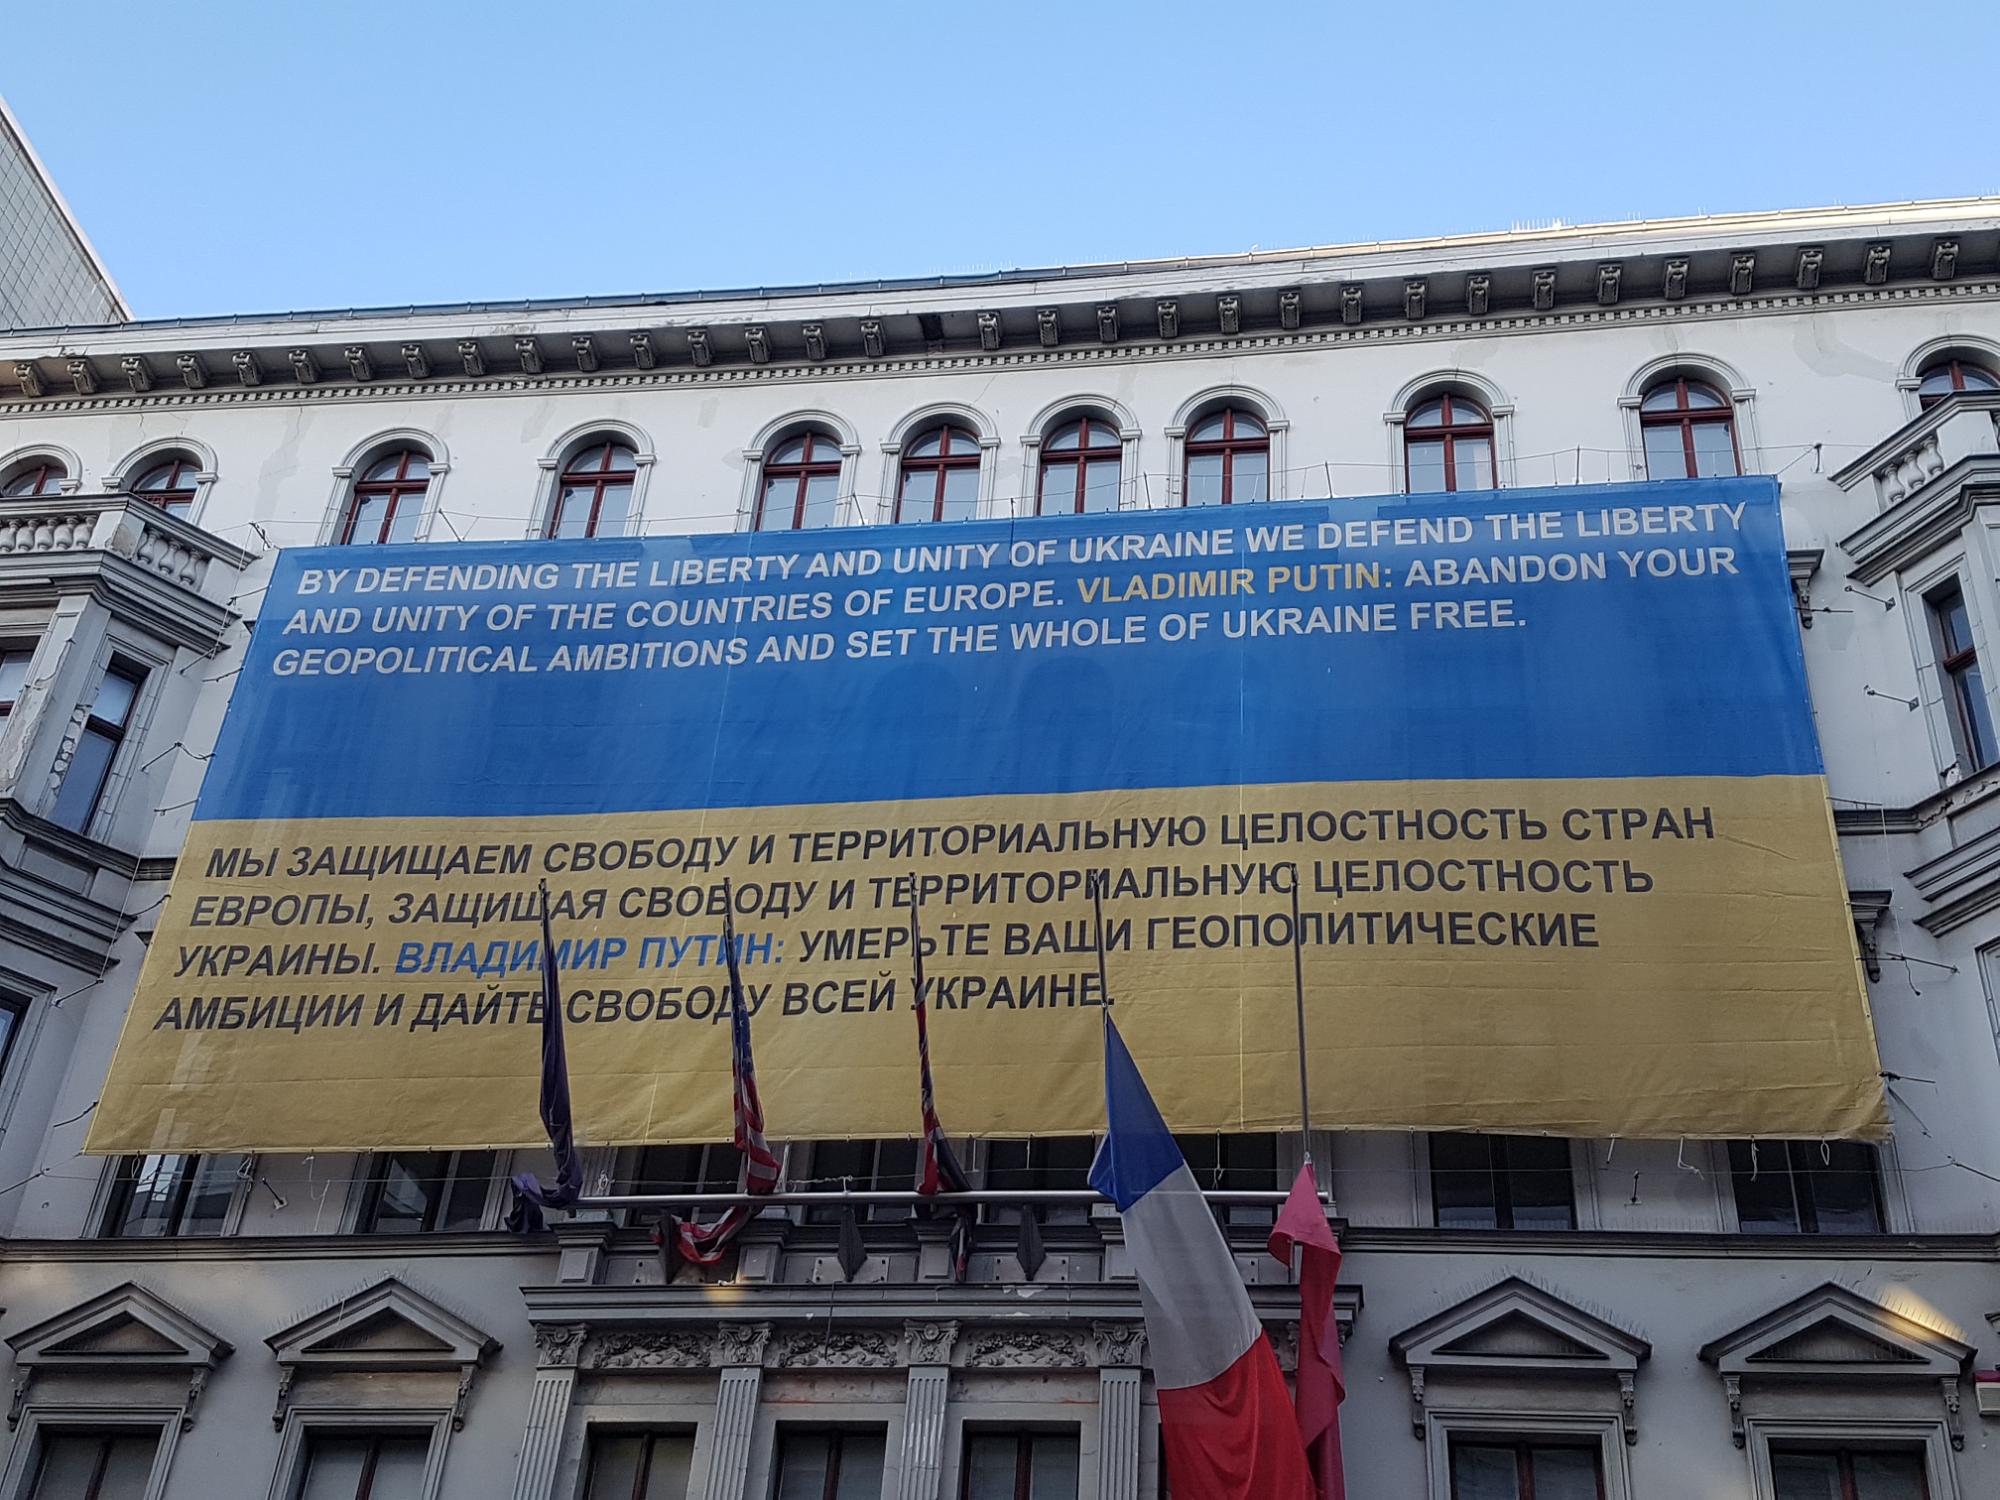 BY DEFENDING THE LIBERTY AND UNITY OF UKRAINE WE DEFEND THE LIBERTY
AND UNITY OF THE COUNTRIES OF EUROPE. VLADIMIR PUTIN: ABANDON YOUR
GEOPOLITICAL AMBITIONS AND SET THE WHOLE OF UKRAINE FREE.
МЫ ЗАЩИЩАЕМ СВОБОДУ И ТЕРРИТОРИАЛЬНУЮ ЦЕЛОСТНОСТЬ СТРАН
ЕВРОПЫ, ЗАЩИЩАЯ СВОБОДУ И ТЕРРИТОРИАЛЬНУЮ ЦЕЛОСТНОСТЬ
УКРАИНЫ. ВЛАДИМИР ПУТИН: УМЕРЬТЕ ВАШИ ГЕОПОЛИТИЧЕСКИЕ
АМБИЦИИ И ДАЙТЕ СВОБОДУ ВСЕЙ УКРАИНЕ.